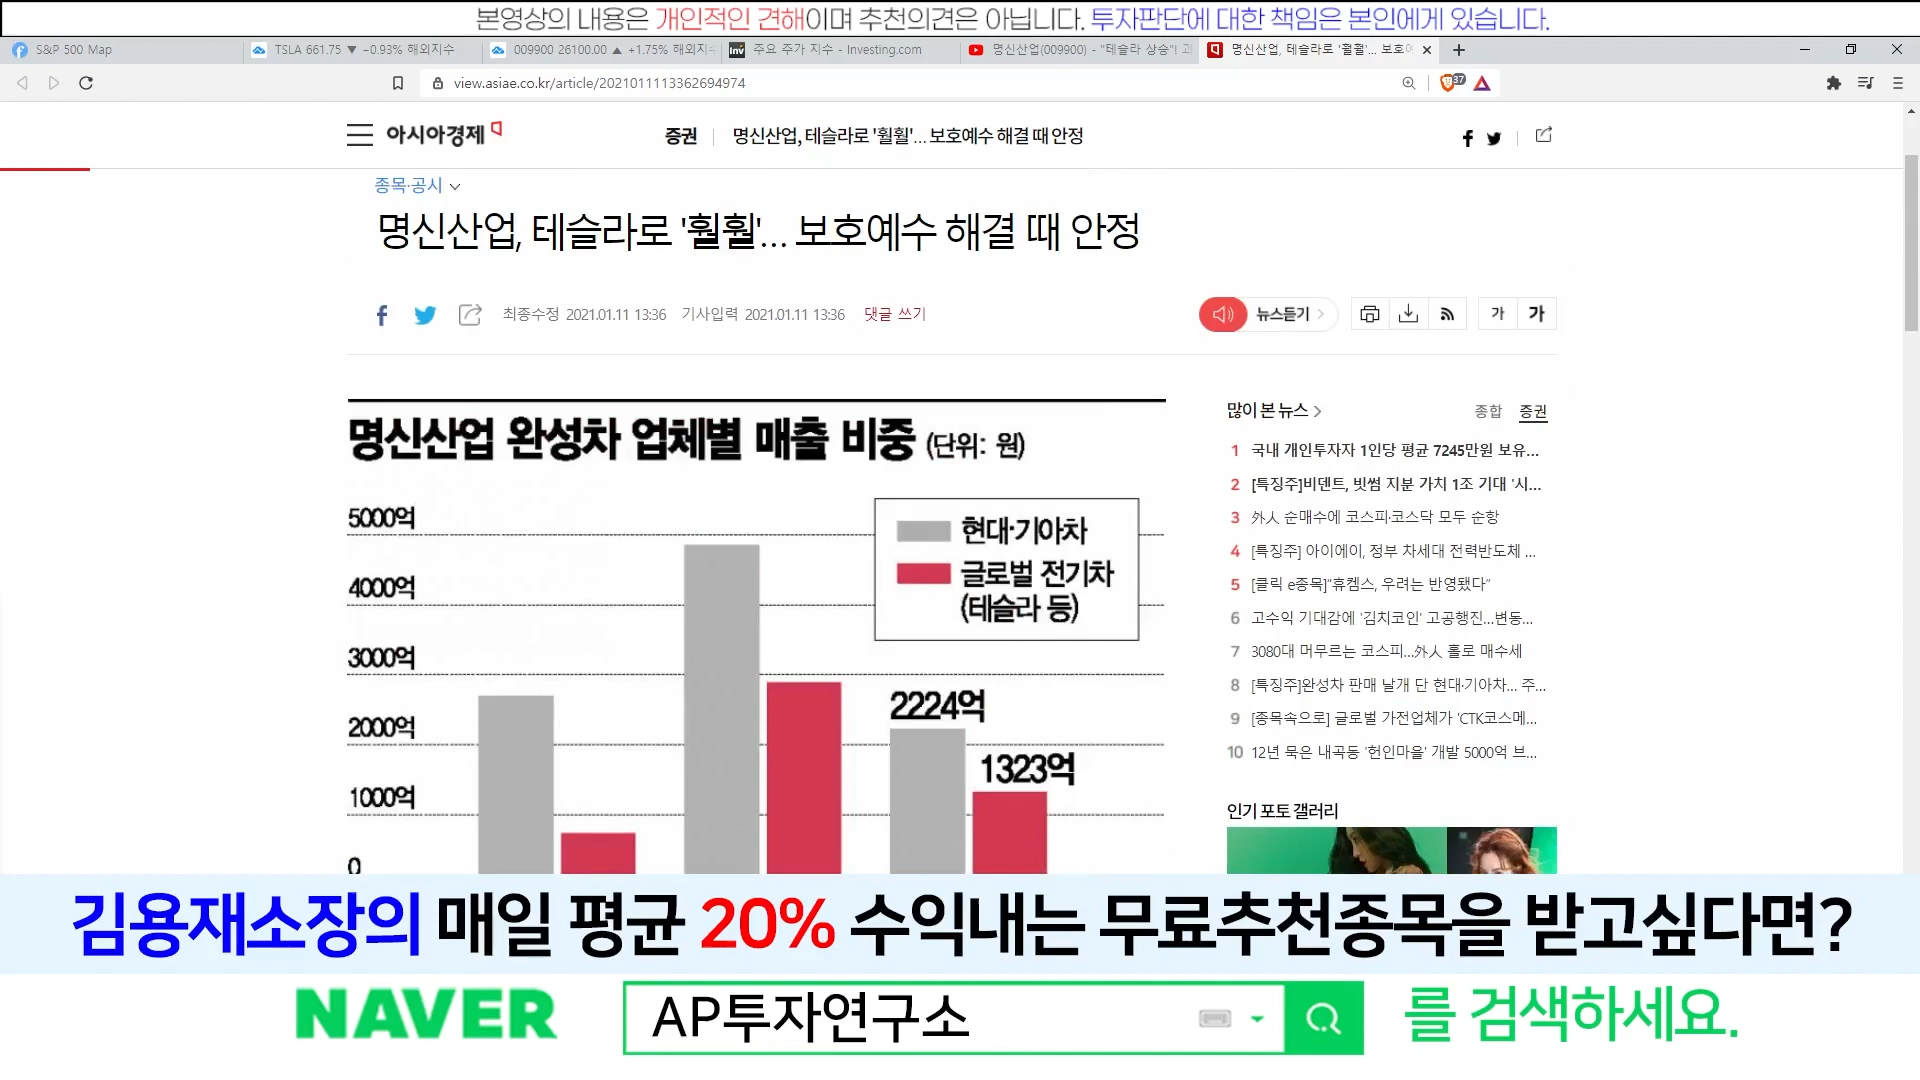 본영상의 내용은 개인적인 견해이며 추천의견은 아닙니다. 투자판단에 대한 책임은 본인에게 있습니다.
S&P 500 Map
TSLA 661.75 ▼ −0.93% 해외지수
009900 26100.00 ▲ +1.75% 해외지수
Inv 주요 주가 지수 - Investing.com
명신산업(009900) - "테슬라 상승"! 고
명신산업, 테슬라로 '훨훨'… 보호예
view.asiae.co.kr/article/2021011113362694974
37
아시아경제
증권
명신산업, 테슬라로 '훨훨'… 보호예수 해결 때 안정
종목·공시
명신산업, 테슬라로 '훨훨'… 보호예수 해결 때 안정
최종수정 2021.01.11 13:36 기사입력 2021.01.11 13:36 댓글 쓰기
뉴스듣기
가 가
명신산업 완성차 업체별 매출 비중 (단위: 원)
5000억
4000억
3000억
2000억
1000억
0
현대·기아차
글로벌 전기차
(테슬라 등)
2224억
1323억
많이 본 뉴스
종합 증권
1 국내 개인투자자 1인당 평균 7245만원 보유...
2 [특징주]비덴트, 빗썸 지분 가치 1조 기대 '시...
3 外人 순매수에 코스피·코스닥 모두 순항
4 [특징주] 아이에이, 정부 차세대 전력반도체 ...
5 [클릭 e종목]"휴켐스, 우려는 반영됐다"
6 고수익 기대감에 '김치코인' 고공행진...변동...
7 3080대 머무르는 코스피...외人 홀로 매수세
8 [특징주]완성차 판매 날개 단 현대·기아차... 주...
9 [종목속으로] 글로벌 가전업체가 'CTK코스메...
10 12년 묵은 내곡동 '헌인마을' 개발 5000억 브...
인기 포토 갤러리
김용재소장의 매일 평균 20% 수익내는 무료추천종목을 받고싶다면?
NAVER
AP투자연구소
를 검색하세요.